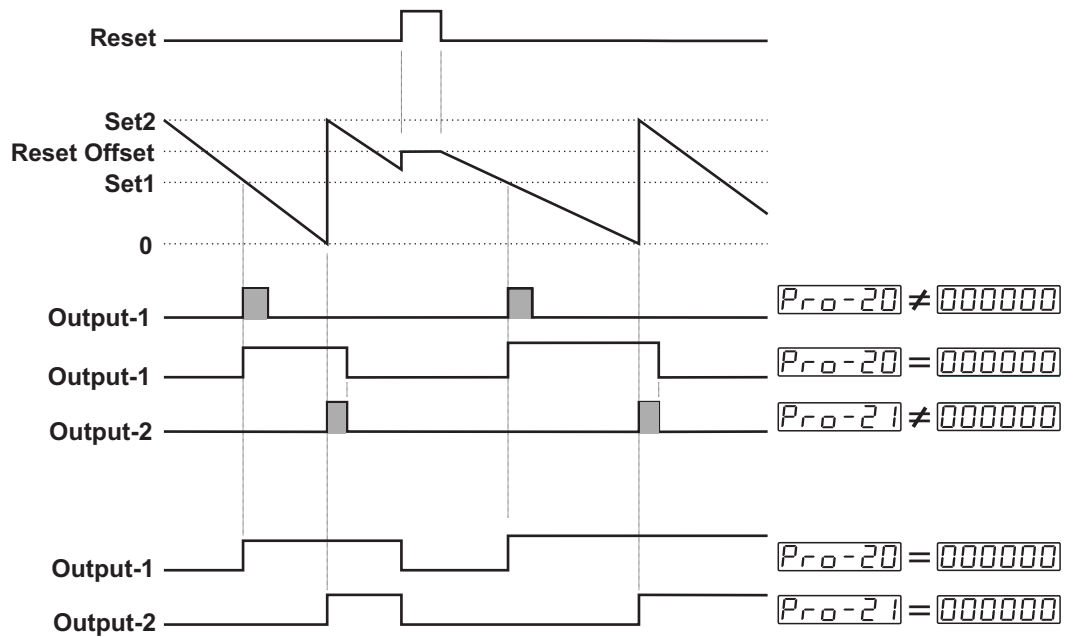 Reset
Set2
Reset Offset
Set1
0
Output-1 Pro-20 ≠ 000000
Output-1 Pro-20 = 000000
Output-2 Pro-21 ≠ 000000
Output-1 Pro-20 = 000000
Output-2 Pro-21 = 000000